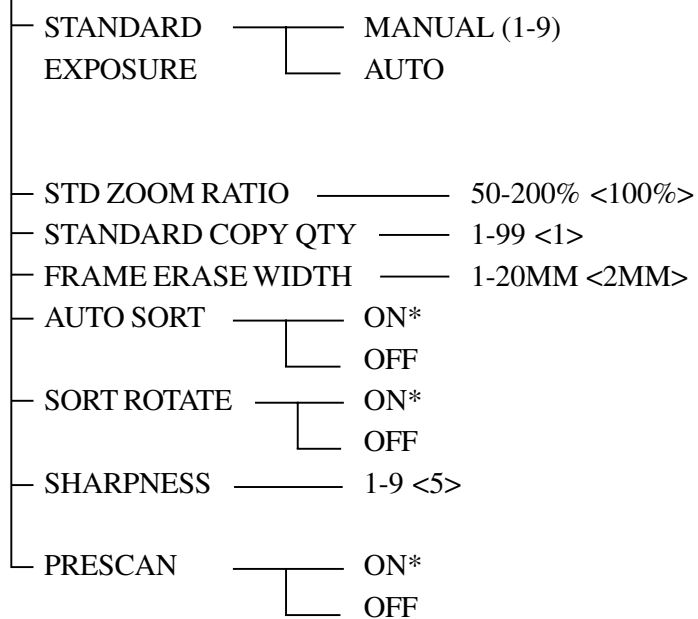 STANDARD MANUAL (1-9)
EXPOSURE AUTO
STD ZOOM RATIO 50-200% <100%>
STANDARD COPY QTY 1-99 <1>
FRAME ERASE WIDTH 1-20MM <2MM>
AUTO SORT ON*
OFF
SORT ROTATE ON*
OFF
SHARPNESS 1-9 <5>
PRESCAN ON*
OFF